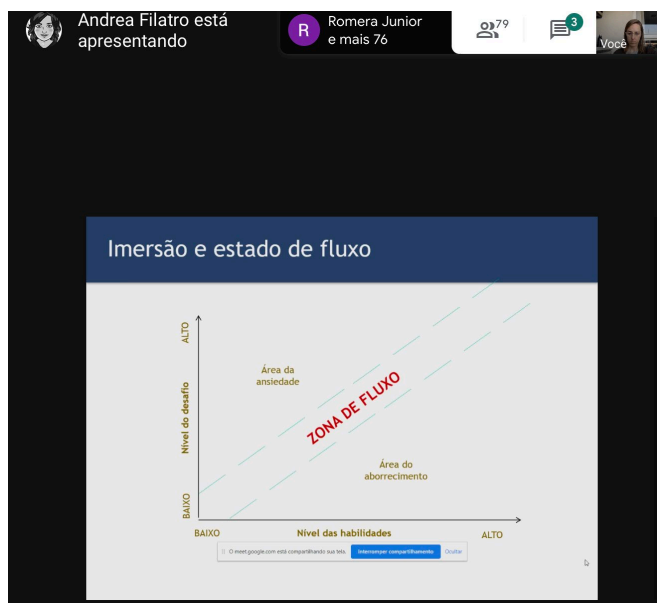 Andrea Filatro está
apresentando
R
Romera Junior
e mais 76
79
3
Você
Imersão e estado de fluxo
ALTO
Nível do desafio
BAIXO
Área da
ansiedade
ZONA DE FLUXO
Área do
aborrecimento
BAIXO
Nível das habilidades
ALTO
O meet.google.com está compartilhando sua tela.
Interromper compartilhamento
Ocultar